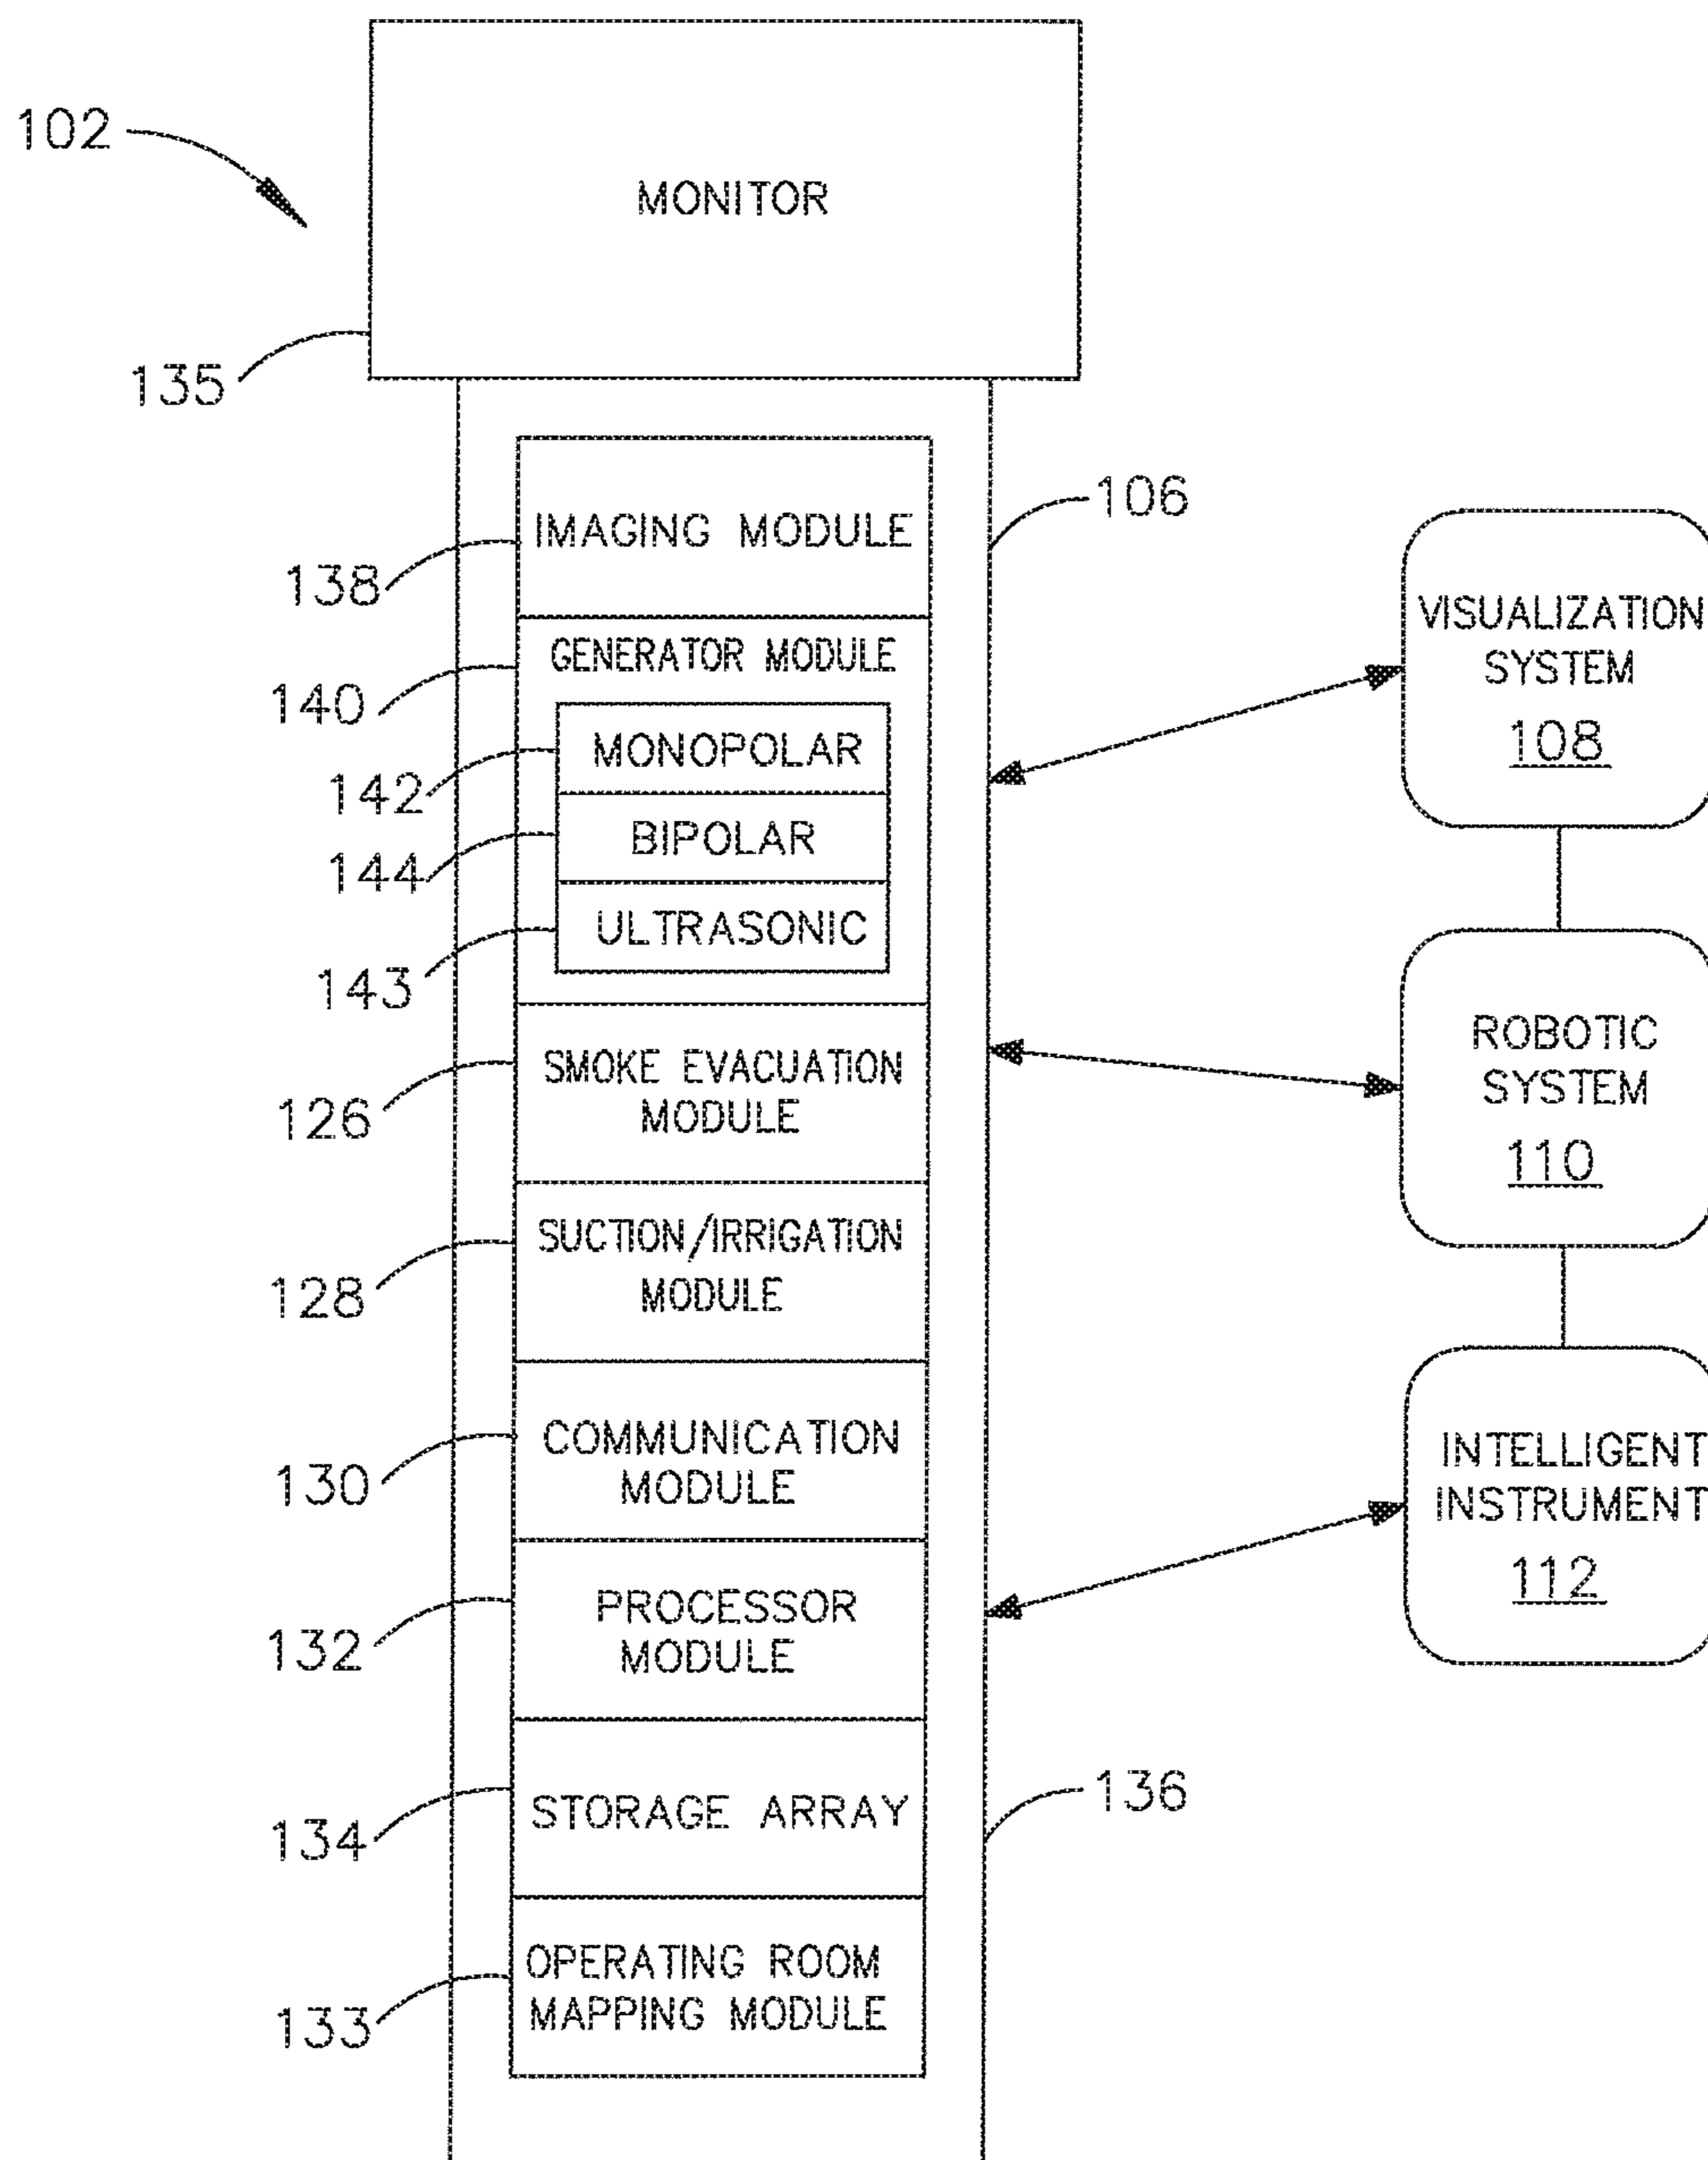 102
MONITOR
135
106
IMAGING MODULE
138
GENERATOR MODULE
140
MONOPOLAR
142
BIPOLAR
144
ULTRASONIC
143
SMOKE EVACUATION
MODULE
126
SUCTION/IRRIGATION
MODULE
128
COMMUNICATION
MODULE
130
PROCESSOR
MODULE
132
STORAGE ARRAY
134
136
OPERATING ROOM
MAPPING MODULE
133
VISUALIZATION
SYSTEM
108
ROBOTIC
SYSTEM
110
INTELLIGENT
INSTRUMENT
112